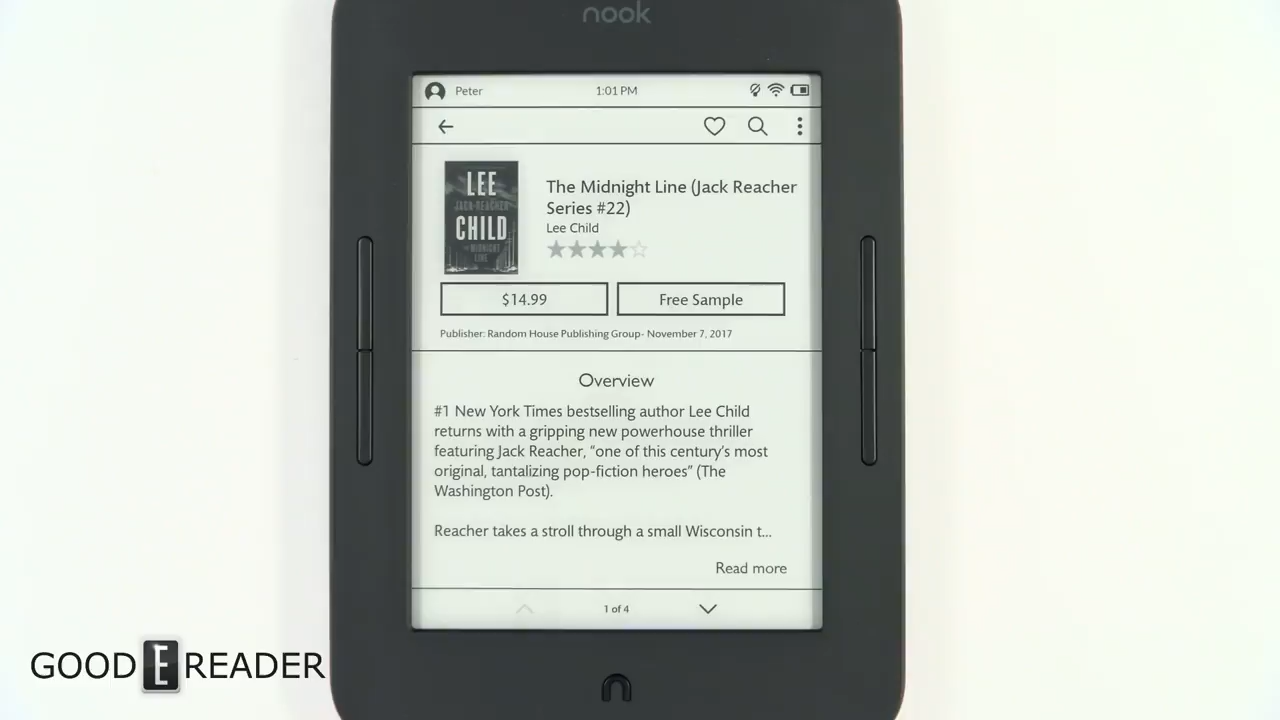 nook
Peter 1:01 PM
LEE
JACK REACHER
CHILD
THE MIDNIGHT
LINE
The Midnight Line (Jack Reacher
Series #22)
Lee Child
$14.99 Free Sample
Publisher: Random House Publishing Group- November 7, 2017
Overview
#1 New York Times bestselling author Lee Child
returns with a gripping new powerhouse thriller
featuring Jack Reacher, “one of this century’s most
original, tantalizing pop-fiction heroes” (The
Washington Post).
Reacher takes a stroll through a small Wisconsin t...
Read more
1 of 4
GOOD E READER